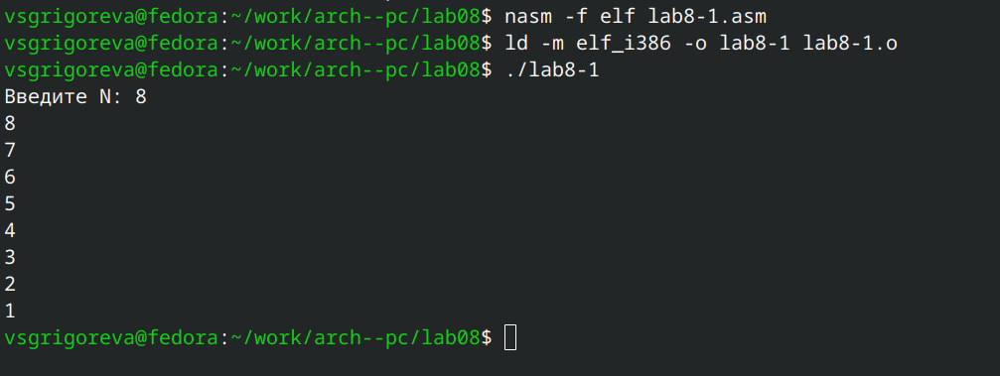 vsgrigoreva@fedora:~/work/arch--pc/lab08$ nasm -f elf lab8-1.asm
vsgrigoreva@fedora:~/work/arch--pc/lab08$ ld -m elf_i386 -o lab8-1 lab8-1.o
vsgrigoreva@fedora:~/work/arch--pc/lab08$ ./lab8-1
Введите N: 8
8
7
6
5
4
3
2
1
vsgrigoreva@fedora:~/work/arch--pc/lab08$